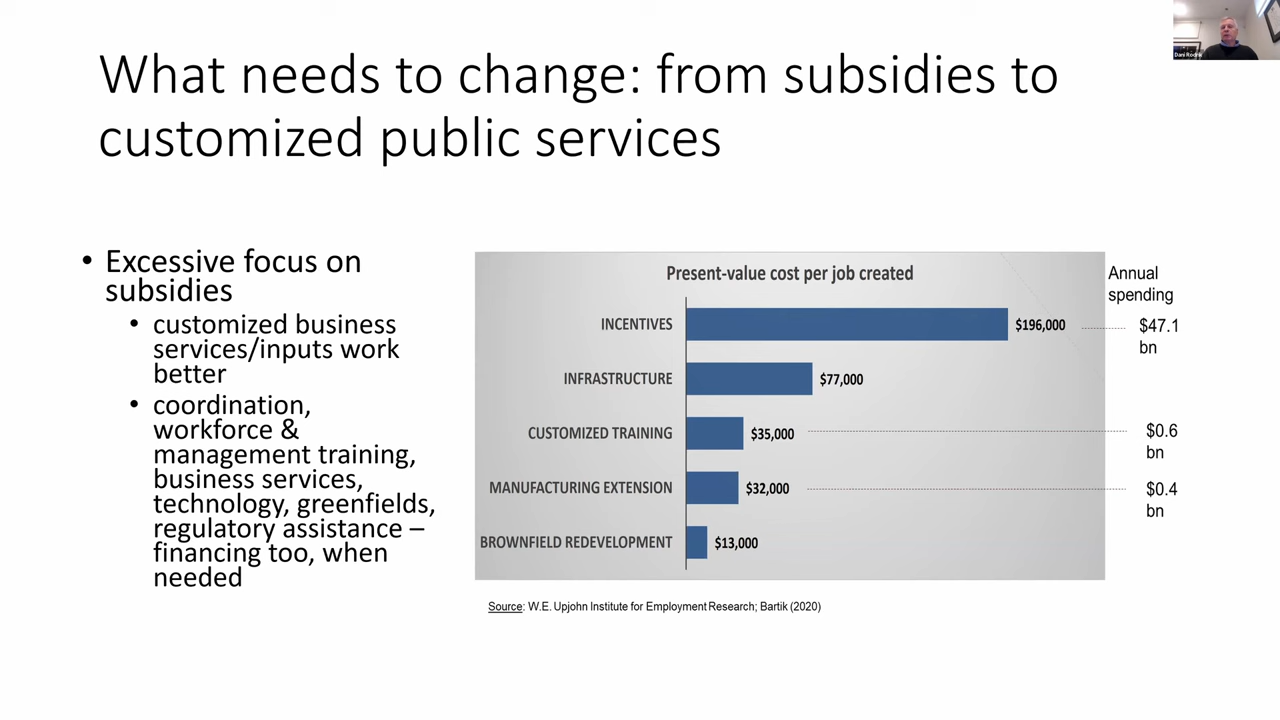 What needs to change: from subsidies to
customized public services
• Excessive focus on
subsidies
• customized business
services/inputs work
better
• coordination,
workforce &
management training,
business services,
technology, greenfields,
regulatory assistance –
financing too, when
needed
Present-value cost per job created
INCENTIVES
$196,000
INFRASTRUCTURE
$77,000
CUSTOMIZED TRAINING
$35,000
MANUFACTURING EXTENSION
$32,000
BROWNFIELD REDEVELOPMENT
$13,000
Annual
spending
$47.1
bn
$0.6
bn
$0.4
bn
Source: W.E. Upjohn Institute for Employment Research; Bartik (2020)
Dani Rodrik